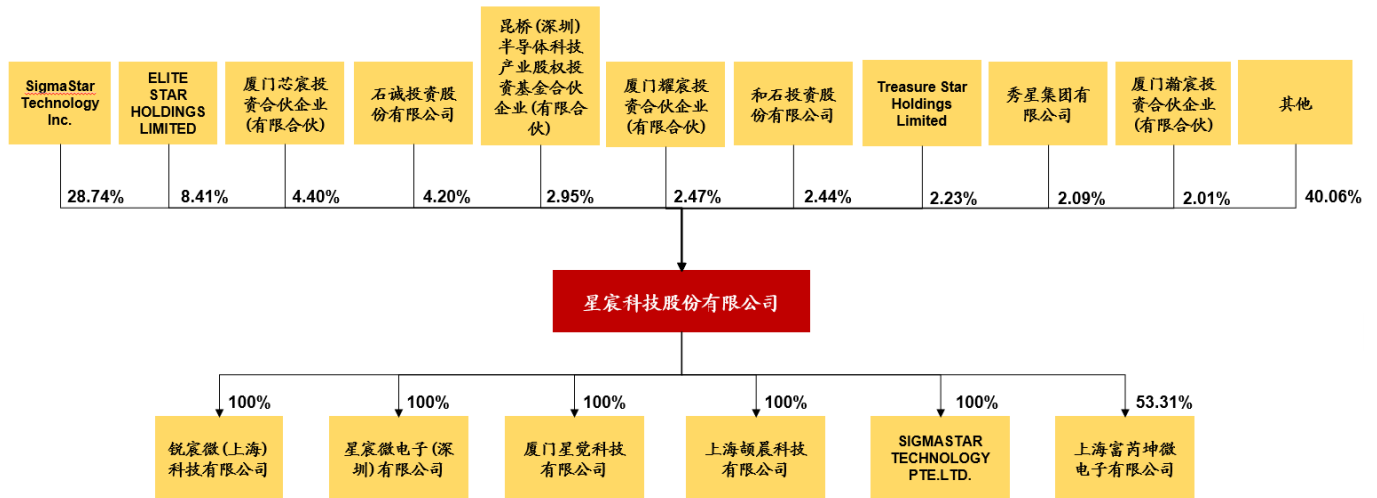 SigmaStar
Technology
Inc.
ELITE
STAR
HOLDINGS
LIMITED
厦门芯宸投
资合伙企业
(有限合伙)
石诚投资股
份有限公司
昆桥(深圳)
半导体科技
产业股权投
资基金合伙
企业(有限合
伙)
厦门耀宸投
资合伙企业
(有限合伙)
和石投资股
份有限公司
Treasure Star
Holdings
Limited
秀星集团有
限公司
厦门瀚宸投
资合伙企业
(有限合伙)
其他
28.74%
8.41%
4.40%
4.20%
2.95%
2.47%
2.44%
2.23%
2.09%
2.01%
40.06%
星宸科技股份有限公司
100%
100%
100%
100%
100%
53.31%
锐宸微(上海)
科技有限公司
星宸微电子(深
圳)有限公司
厦门星觉科技
有限公司
上海颉晨科技
有限公司
SIGMASTAR
TECHNOLOGY
PTE.LTD.
上海富芮坤微
电子有限公司